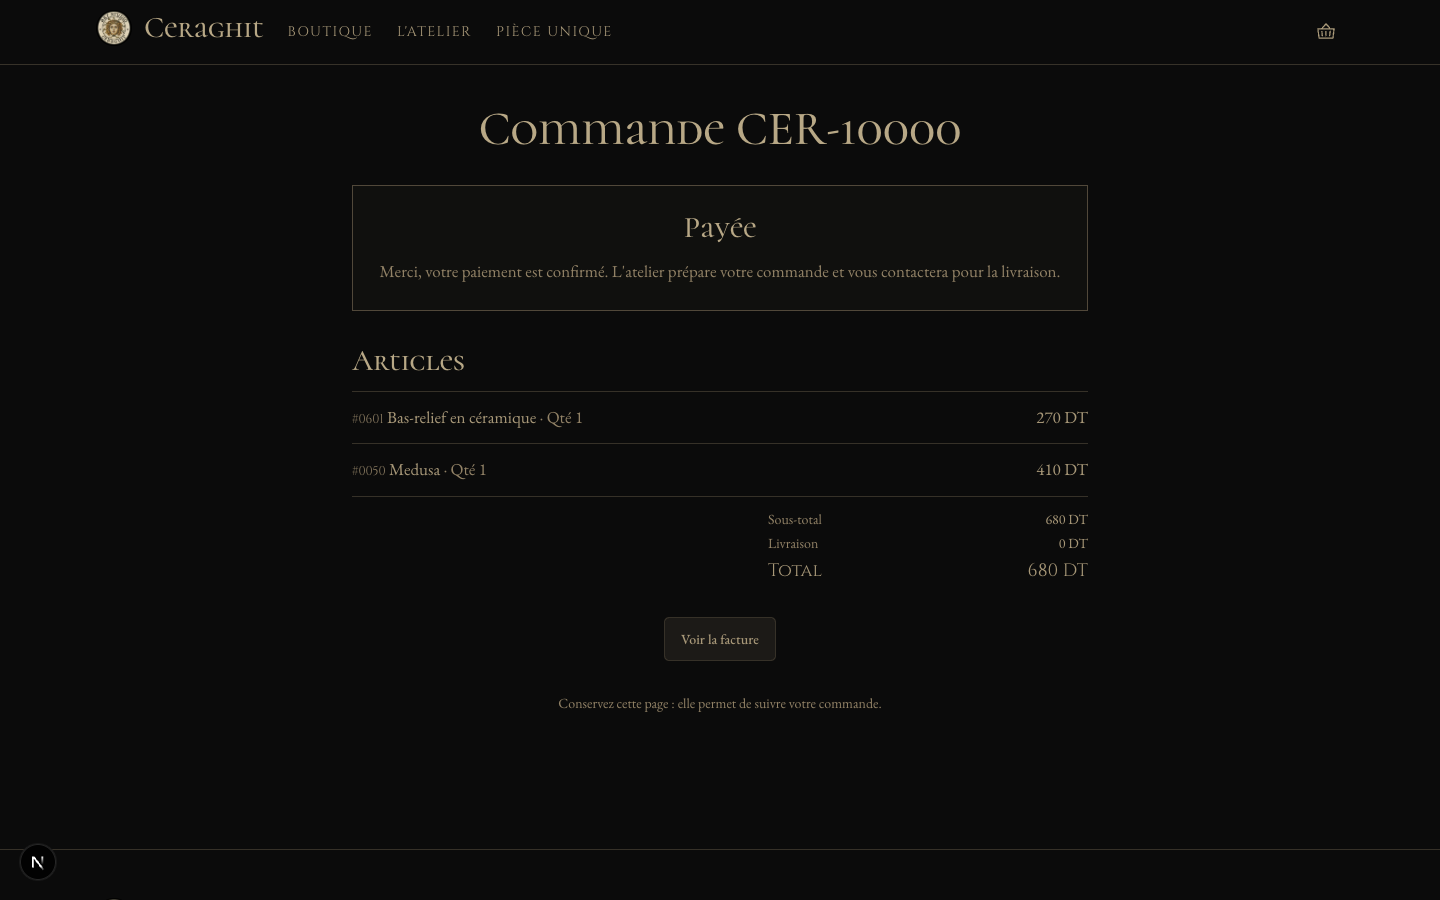 Ceraghit BOUTIQUE L'ATELIER PIÈCE UNIQUE
Commande CER-10000
Payée
Merci, votre paiement est confirmé. L'atelier prépare votre commande et vous contactera pour la livraison.
Articles
#0601 Bas-relief en céramique · Qté 1 270 DT
#0050 Medusa · Qté 1 410 DT
Sous-total 680 DT
Livraison 0 DT
Total 680 DT
Voir la facture
Conservez cette page : elle permet de suivre votre commande.
N